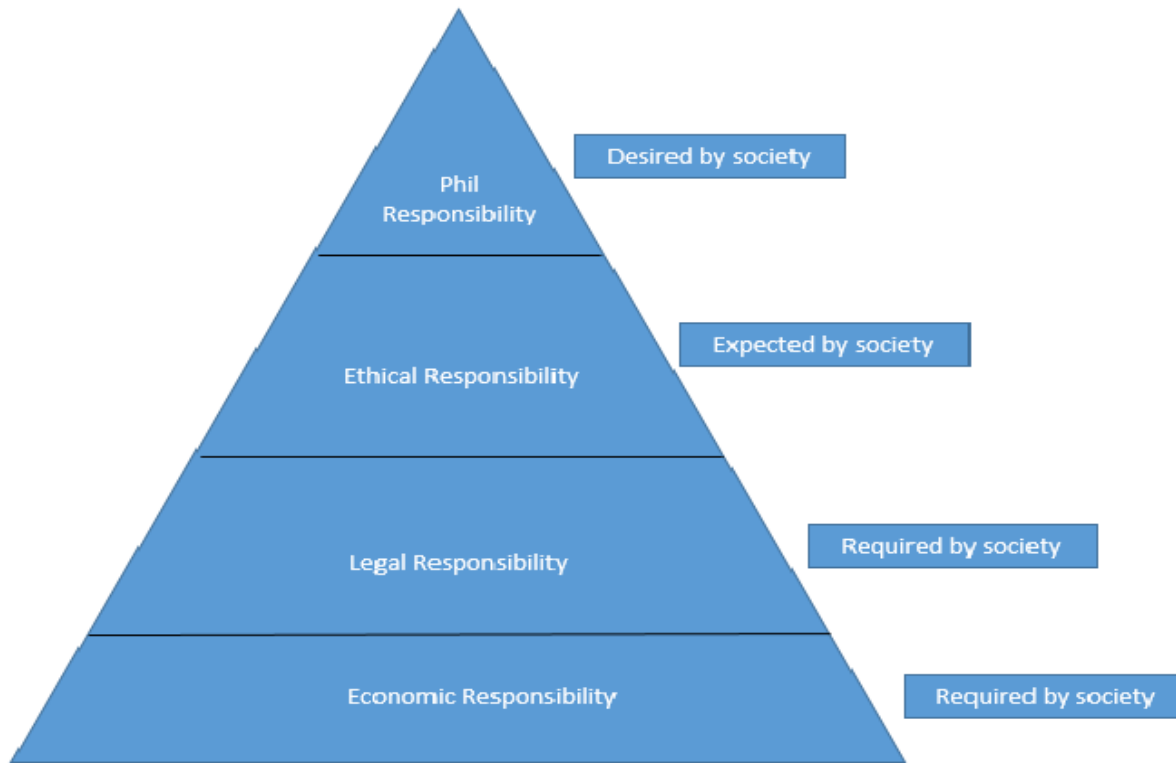 Desired by society
Phil
Responsibility
Expected by society
Ethical Responsibility
Required by society
Legal Responsibility
Economic Responsibility
Required by society